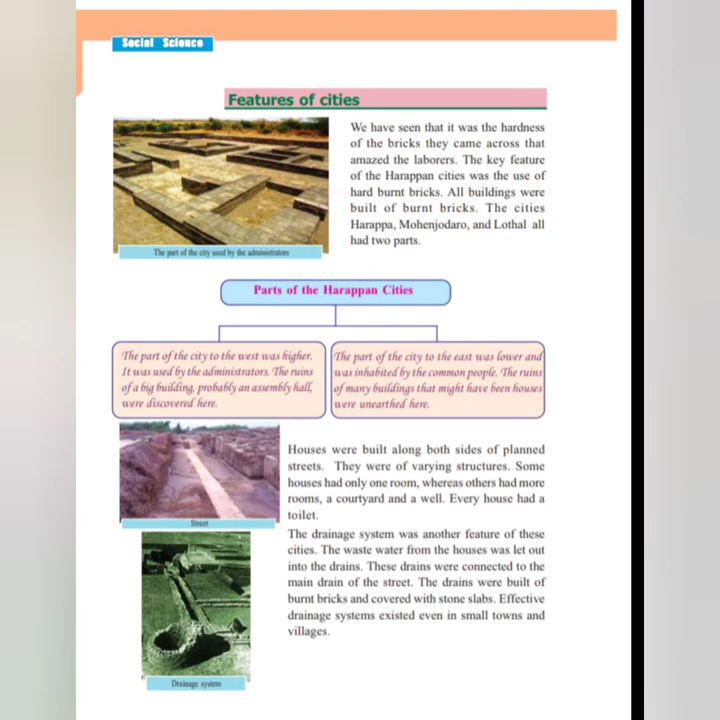 Social Science
Features of cities
We have seen that it was the hardness
of the bricks they came across that
amazed the laborers. The key feature
of the Harappan cities was the use of
hard burnt bricks. All buildings were
built of burnt bricks. The cities
Harappa, Mohenjodaro, and Lothal all
had two parts.
The part of the city used by the administrators
Parts of the Harappan Cities
The part of the city to the west was higher.
It was used by the administrators. The ruins
of a big building, probably an assembly hall,
were discovered here.
The part of the city to the east was lower and
was inhabited by the common people. The ruins
of many buildings that might have been houses
were unearthed here.
Houses were built along both sides of planned
streets. They were of varying structures. Some
houses had only one room, whereas others had more
rooms, a courtyard and a well. Every house had a
toilet.
Street
The drainage system was another feature of these
cities. The waste water from the houses was let out
into the drains. These drains were connected to the
main drain of the street. The drains were built of
burnt bricks and covered with stone slabs. Effective
drainage systems existed even in small towns and
villages.
Drainage system